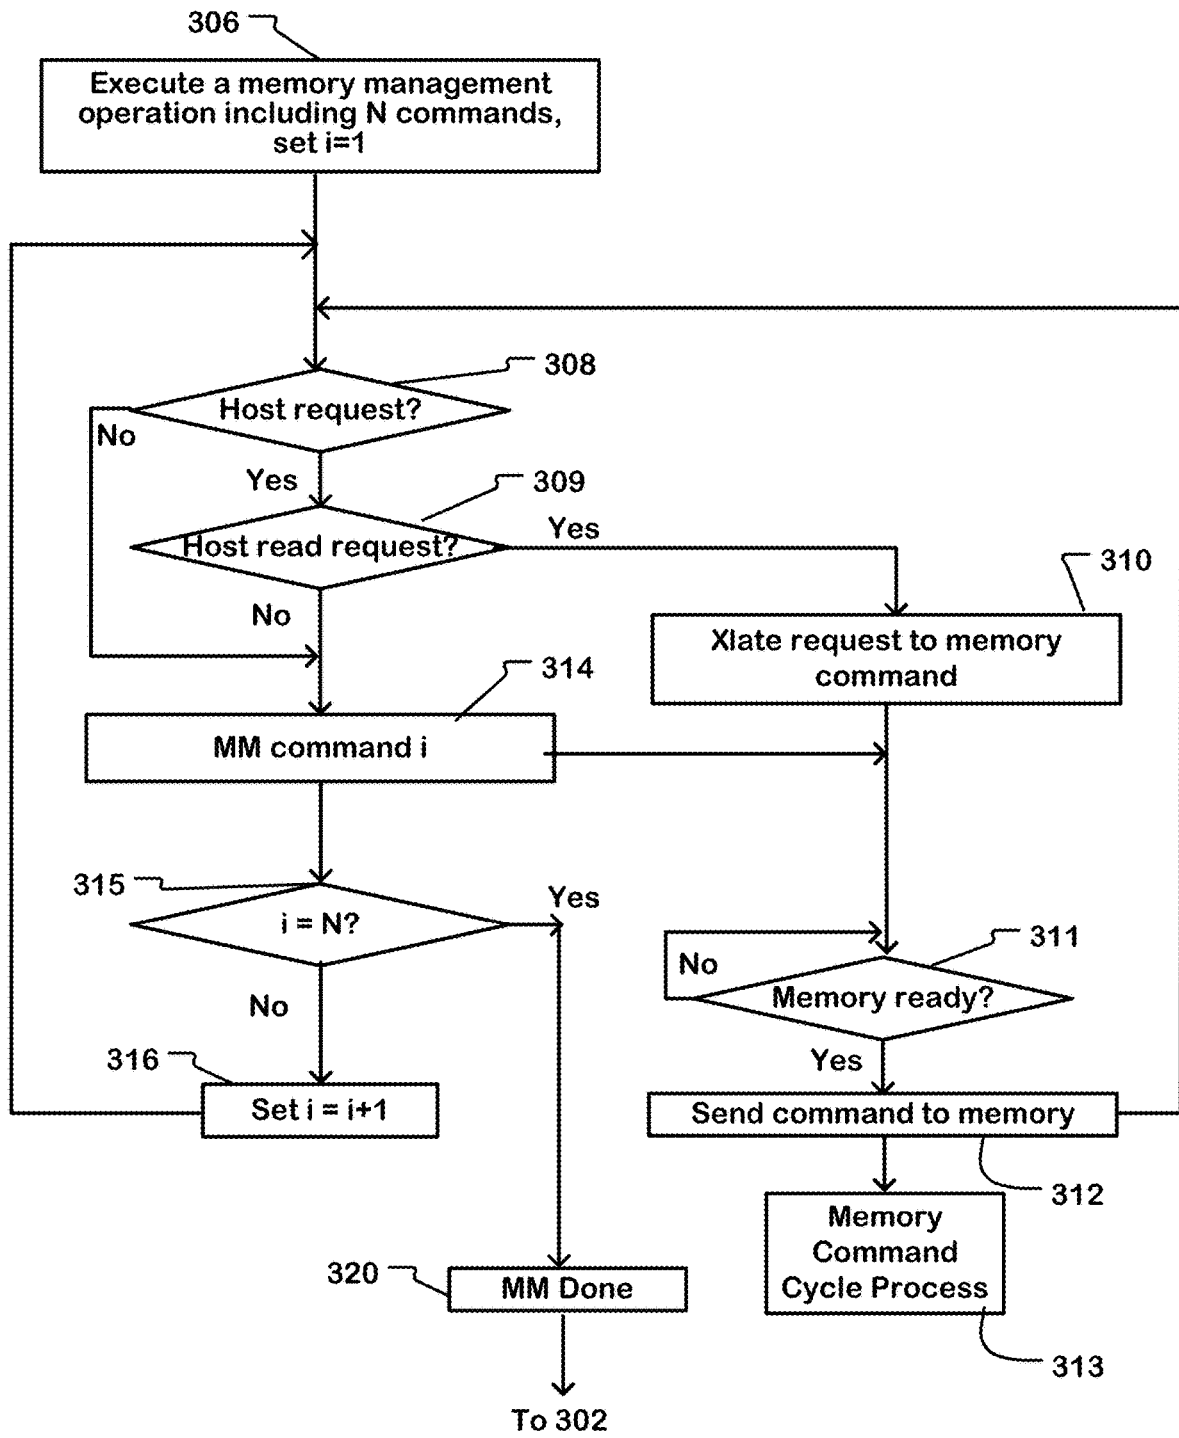 306
Execute a memory management
operation including N commands,
set i=1
308
Host request?
No
Yes
309
Host read request?
Yes
No
310
Xlate request to memory
command
314
MM command i
315
i = N?
Yes
No
311
No
Memory ready?
Yes
316
Set i = i+1
Send command to memory
312
Memory
Command
Cycle Process
313
320
MM Done
To 302